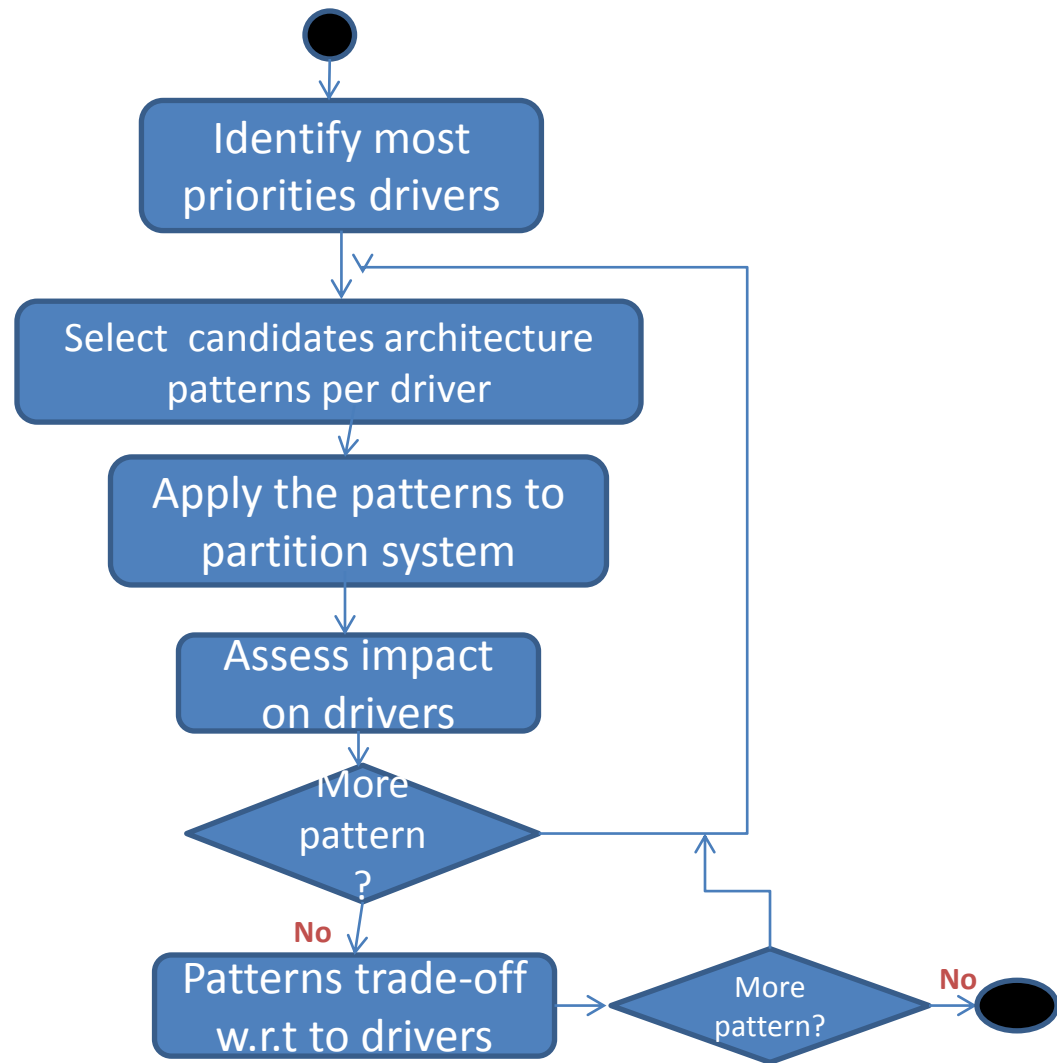 Identify most
priorities drivers
Select candidates architecture
patterns per driver
Apply the patterns to
partition system
Assess impact
on drivers
More
pattern
?
No
Patterns trade-off
w.r.t to drivers
More
pattern?
No